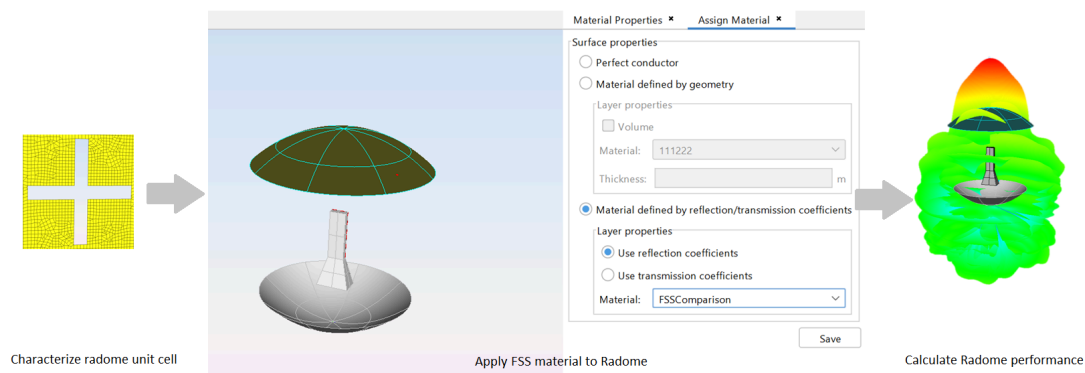 Material Properties ×
Assign Material ×
Surface properties
Perfect conductor
Material defined by geometry
Layer properties
Volume
Material: 111222
Thickness: m
Material defined by reflection/transmission coefficients
Layer properties
Use reflection coefficients
Use transmission coefficients
Material: FSSComparison
Save
Characterize radome unit cell
Apply FSS material to Radome
Calculate Radome performance